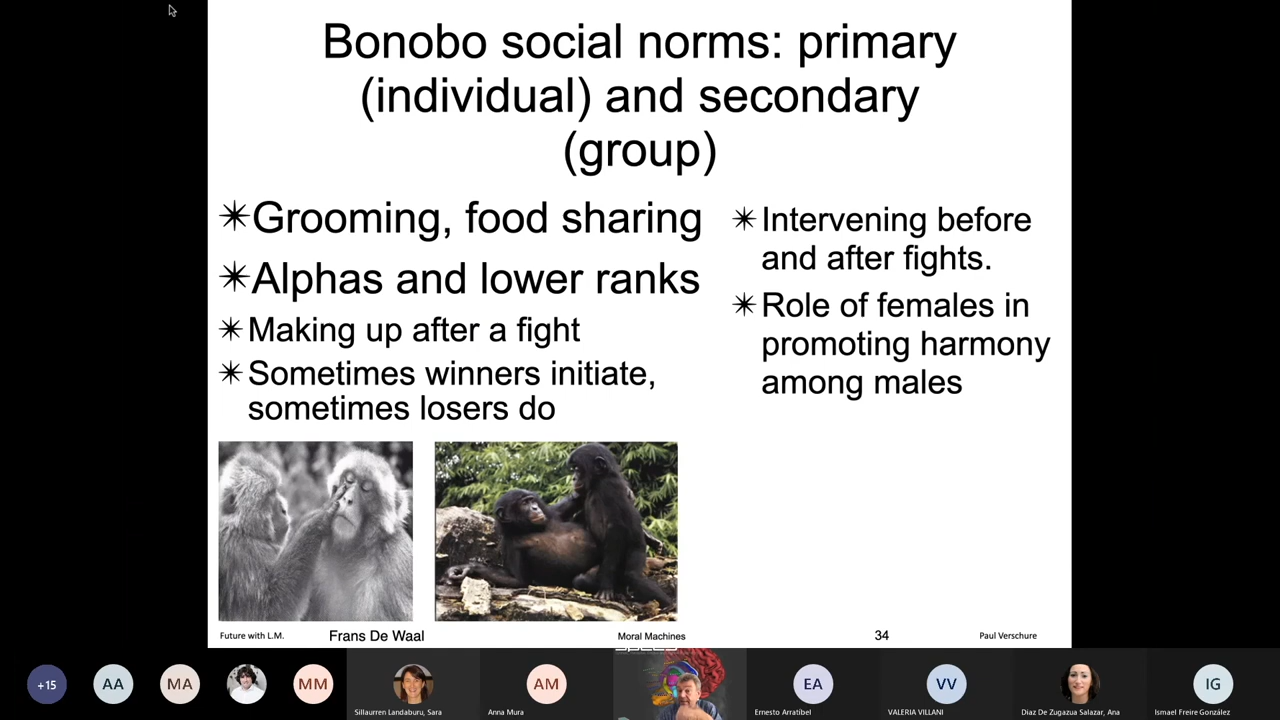 Bonobo social norms: primary
(individual) and secondary
(group)
✴Grooming, food sharing
✴Alphas and lower ranks
✴Making up after a fight
✴Sometimes winners initiate,
sometimes losers do
✴Intervening before
and after fights.
✴Role of females in
promoting harmony
among males
Future with L.M.
Frans De Waal
Moral Machines
34
Paul Verschure
+15
AA
MA
MM
Sillaurren Landaburu, Sara
AM
Anna Mura
EA
Ernesto Arratíbel
VV
VALERIA VILLANI
Diaz De Zugazua Salazar, Ana
IG
Ismael Freire González